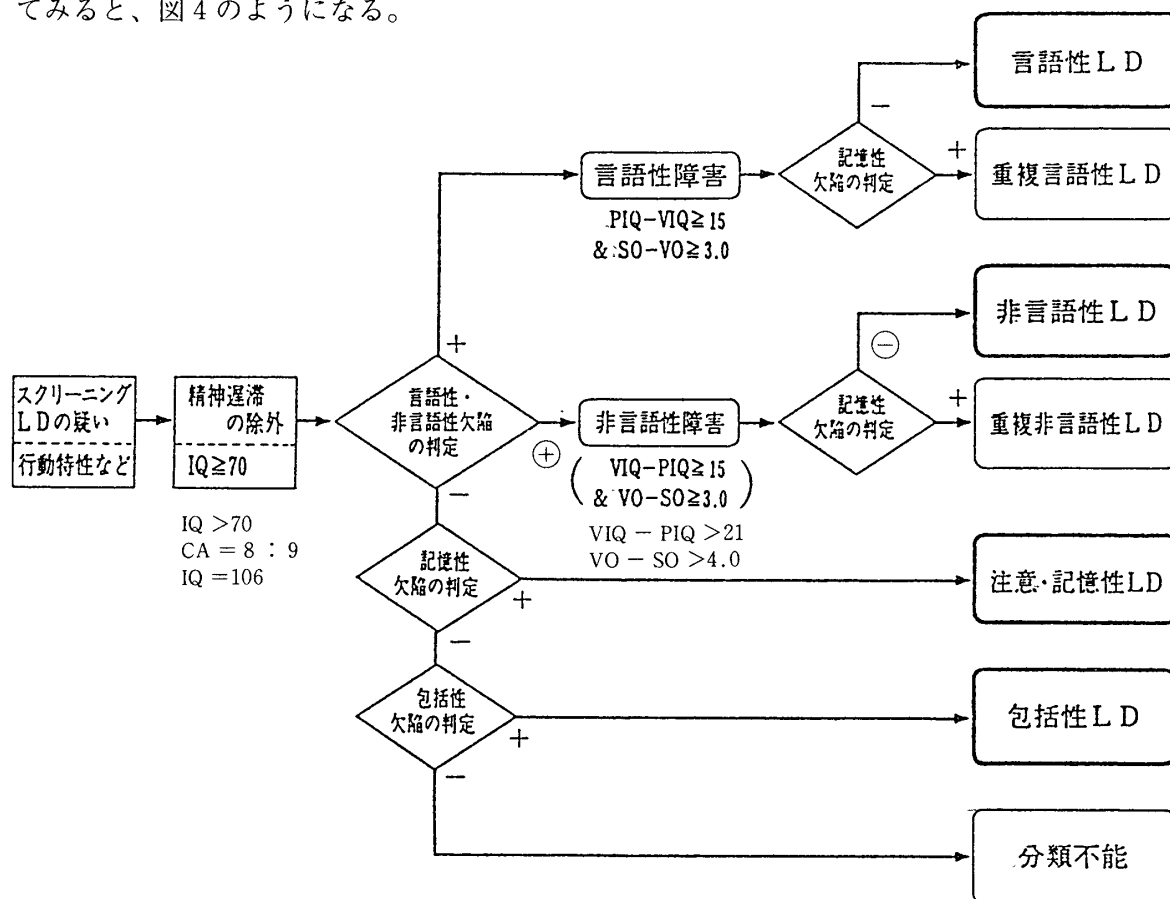 てみると、図4のようになる。
言語性LD
−
記憶性
欠陥の判定
+
重複言語性LD
言語性障害
PIQ−VIQ≧15
& SO−VO≧3.0
+
非言語性LD
⊖
記憶性
欠陥の判定
+
重複非言語性LD
スクリーニング
LDの疑い
行動特性など
精神遅滞
の除外
IQ≧70
言語性・
非言語性欠陥
の判定
⊕
非言語性障害
(VIQ−PIQ≧15
& VO−SO≧3.0)
−
IQ >70
CA = 8 : 9
IQ =106
VIQ − PIQ >21
VO − SO >4.0
記憶性
欠陥の判定
+
注意・記憶性LD
−
包括性
欠陥の判定
+
包括性LD
−
分類不能